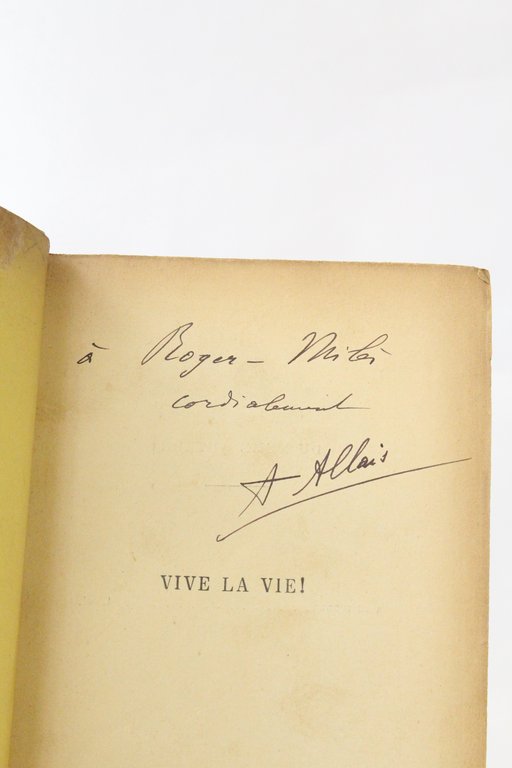 à Roger-Milès
cordialement
A Allais
VIVE LA VIE!